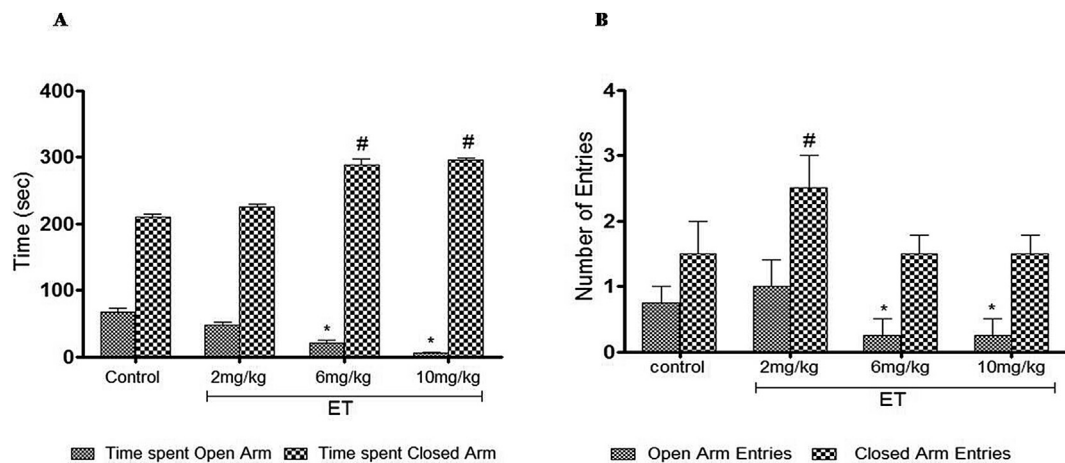 A
Time (sec)
400
300
200
100
0
#
#
*
*
Control
2mg/kg
6mg/kg
10mg/kg
ET
Time spent Open Arm
Time spent Closed Arm
B
Number of Entries
4
3
2
1
0
#
*
*
control
2mg/kg
6mg/kg
10mg/kg
ET
Open Arm Entries
Closed Arm Entries